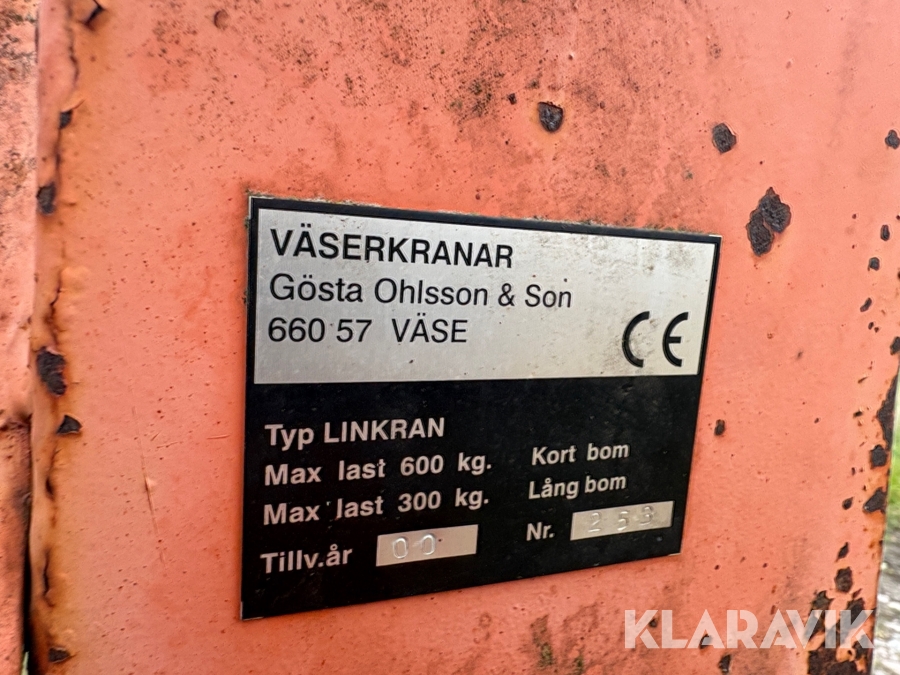 VÄSERKRANAR
Gösta Ohlsson & Son
660 57 VÄSE
CE
Typ LINKRAN
Max last 600 kg. Kort bom
Max last 300 kg. Lång bom
Tillv.år 00 Nr.
KLARAVIK